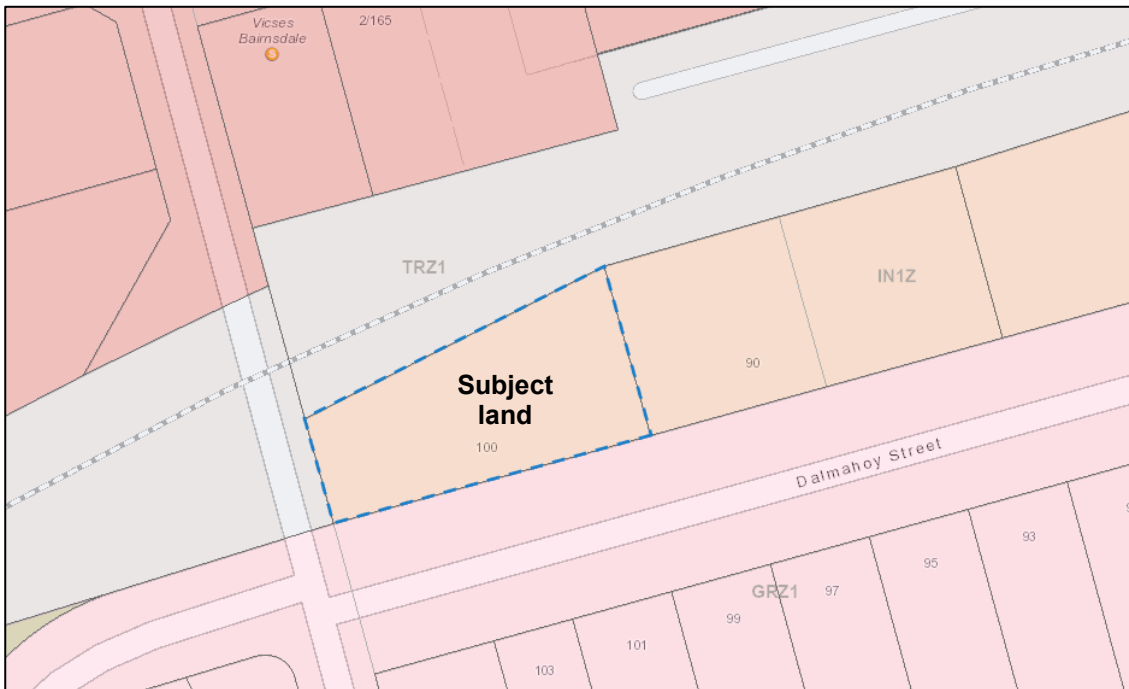 Vicses
Bairnsdale
2/165
TRZ1
IN1Z
90
Subject
land
100
Dalmahoy Street
93
95
97
GRZ1
99
101
103